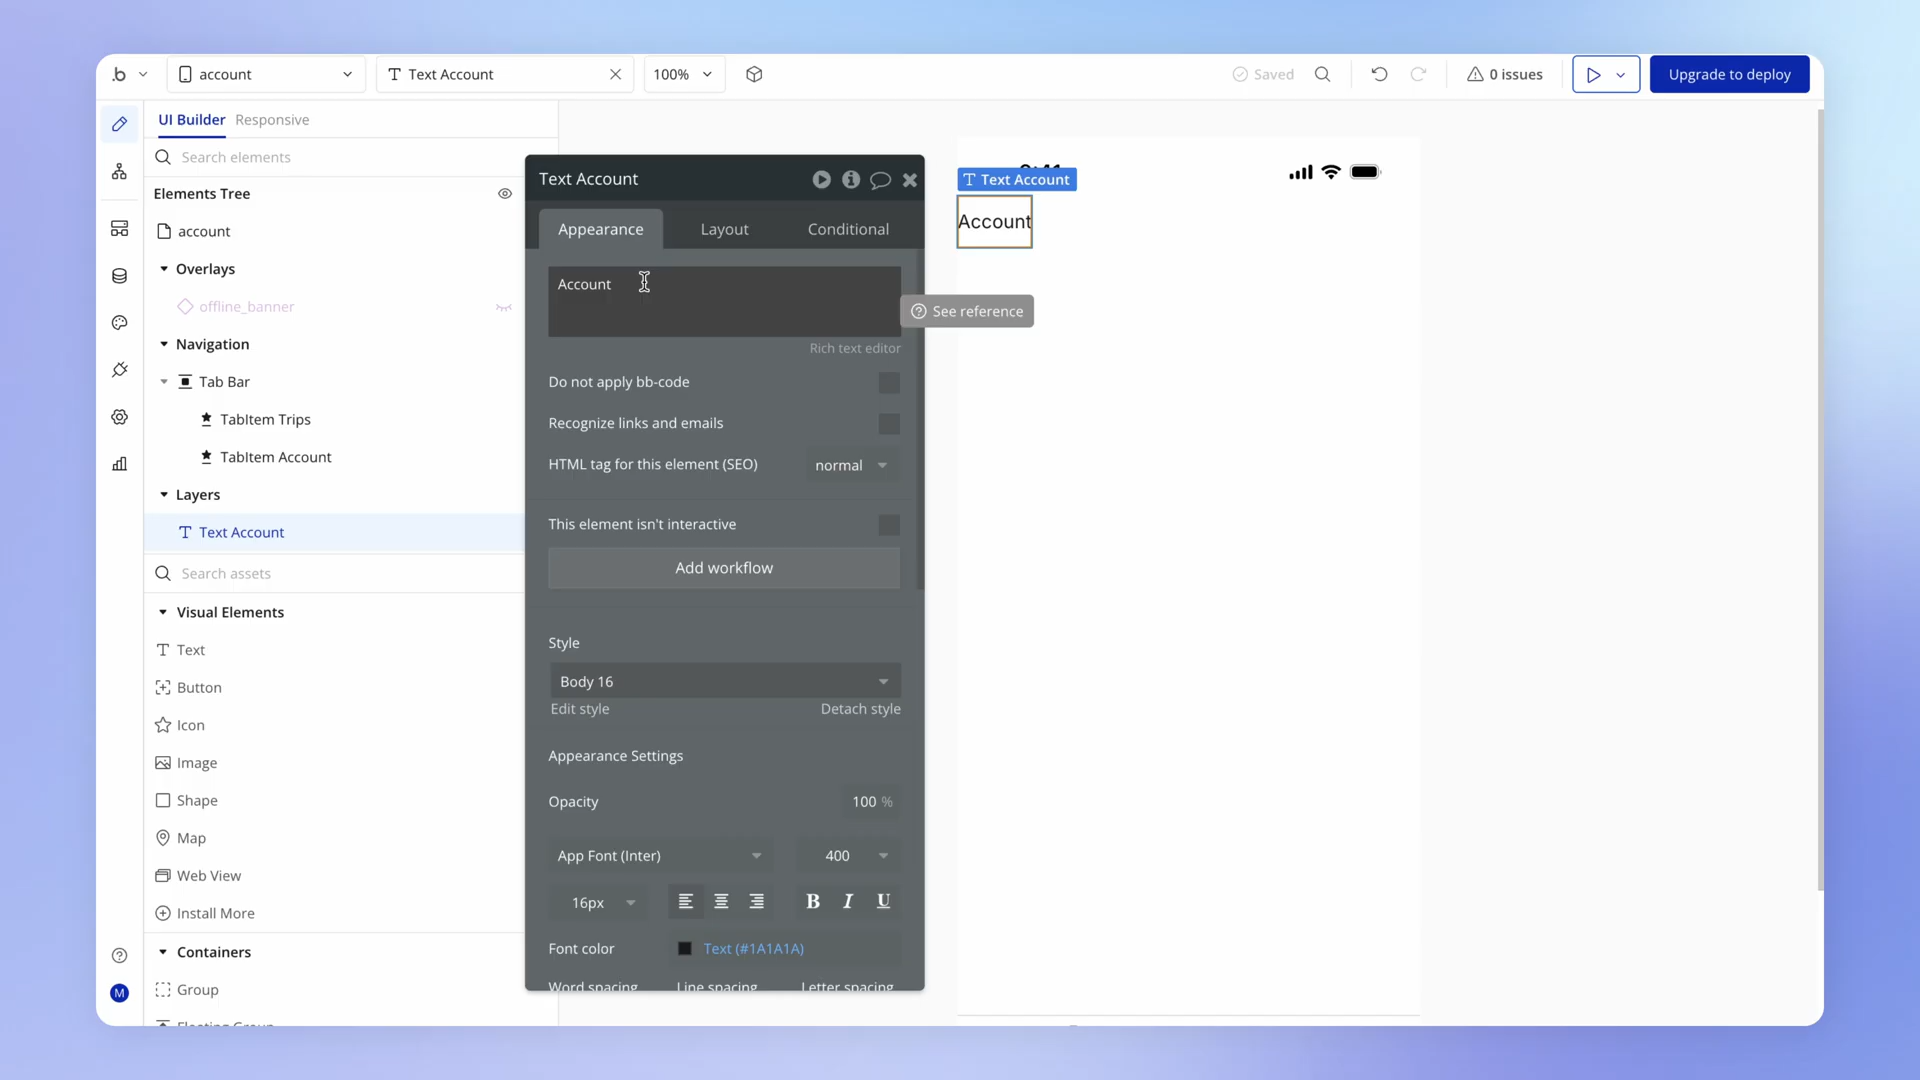 .b
account
Text Account
100%
Saved
0 issues
Upgrade to deploy
UI Builder
Responsive
Search elements
Elements Tree
account
Overlays
offline_banner
Navigation
Tab Bar
TabItem Trips
TabItem Account
Layers
Text Account
Search assets
Visual Elements
Text
Button
Icon
Image
Shape
Map
Web View
Install More
Containers
Group
Floating Group
M
Text Account
Appearance
Layout
Conditional
Account
See reference
Rich text editor
Do not apply bb-code
Recognize links and emails
HTML tag for this element (SEO)
normal
This element isn't interactive
Add workflow
Style
Body 16
Edit style
Detach style
Appearance Settings
Opacity
100 %
App Font (Inter)
400
16px
B I U
Font color
Text (#1A1A1A)
Word spacing
Line spacing
Letter spacing
Text Account
Account